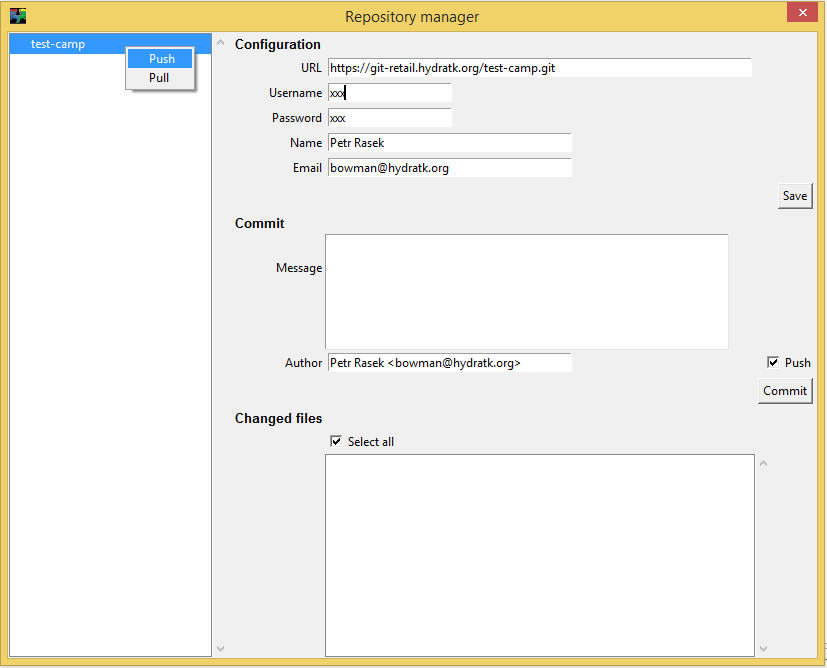 Repository manager
test-camp
Push
Pull
Configuration
URL https://git-retail.hydratk.org/test-camp.git
Username xxx
Password xxx
Name Petr Rasek
Email bowman@hydratk.org
Save
Commit
Message
Author Petr Rasek <bowman@hydratk.org>
Push
Commit
Changed files
Select all